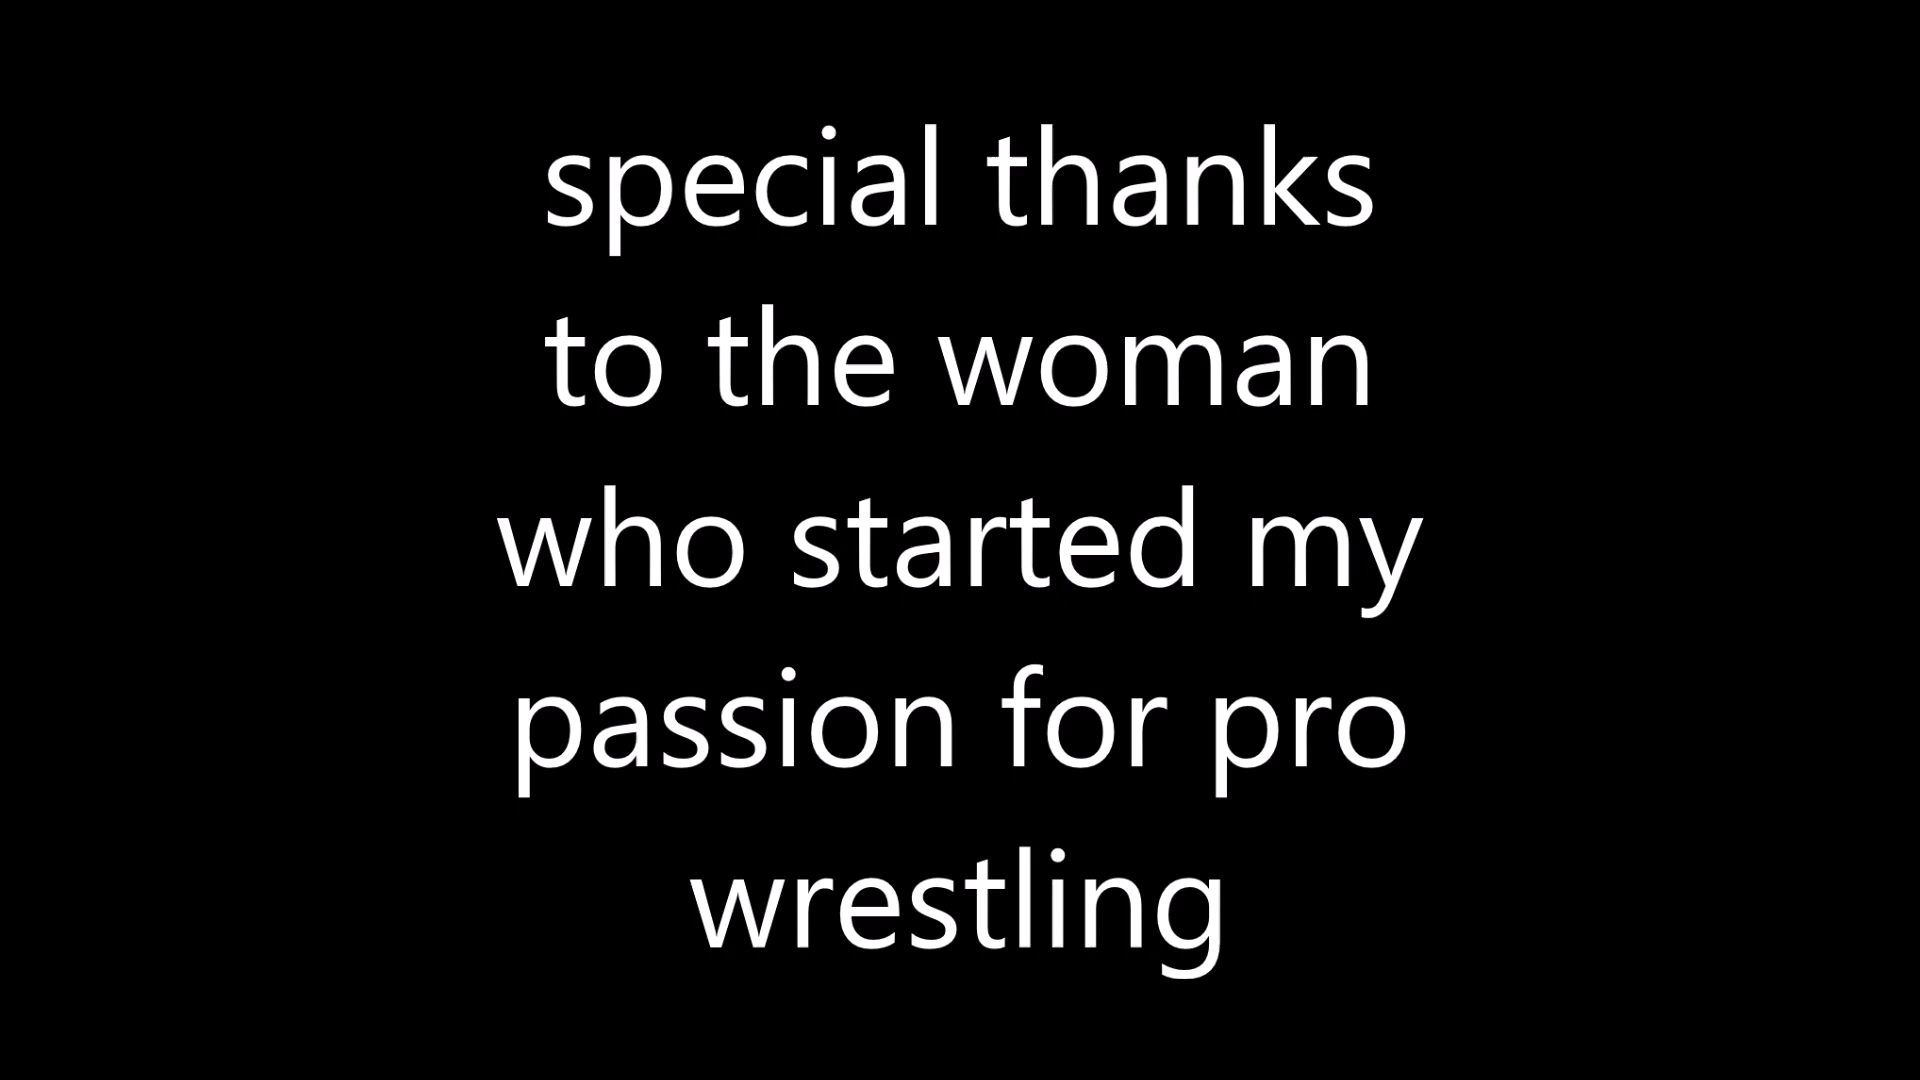 special thanks
to the woman
who started my
passion for pro
wrestling